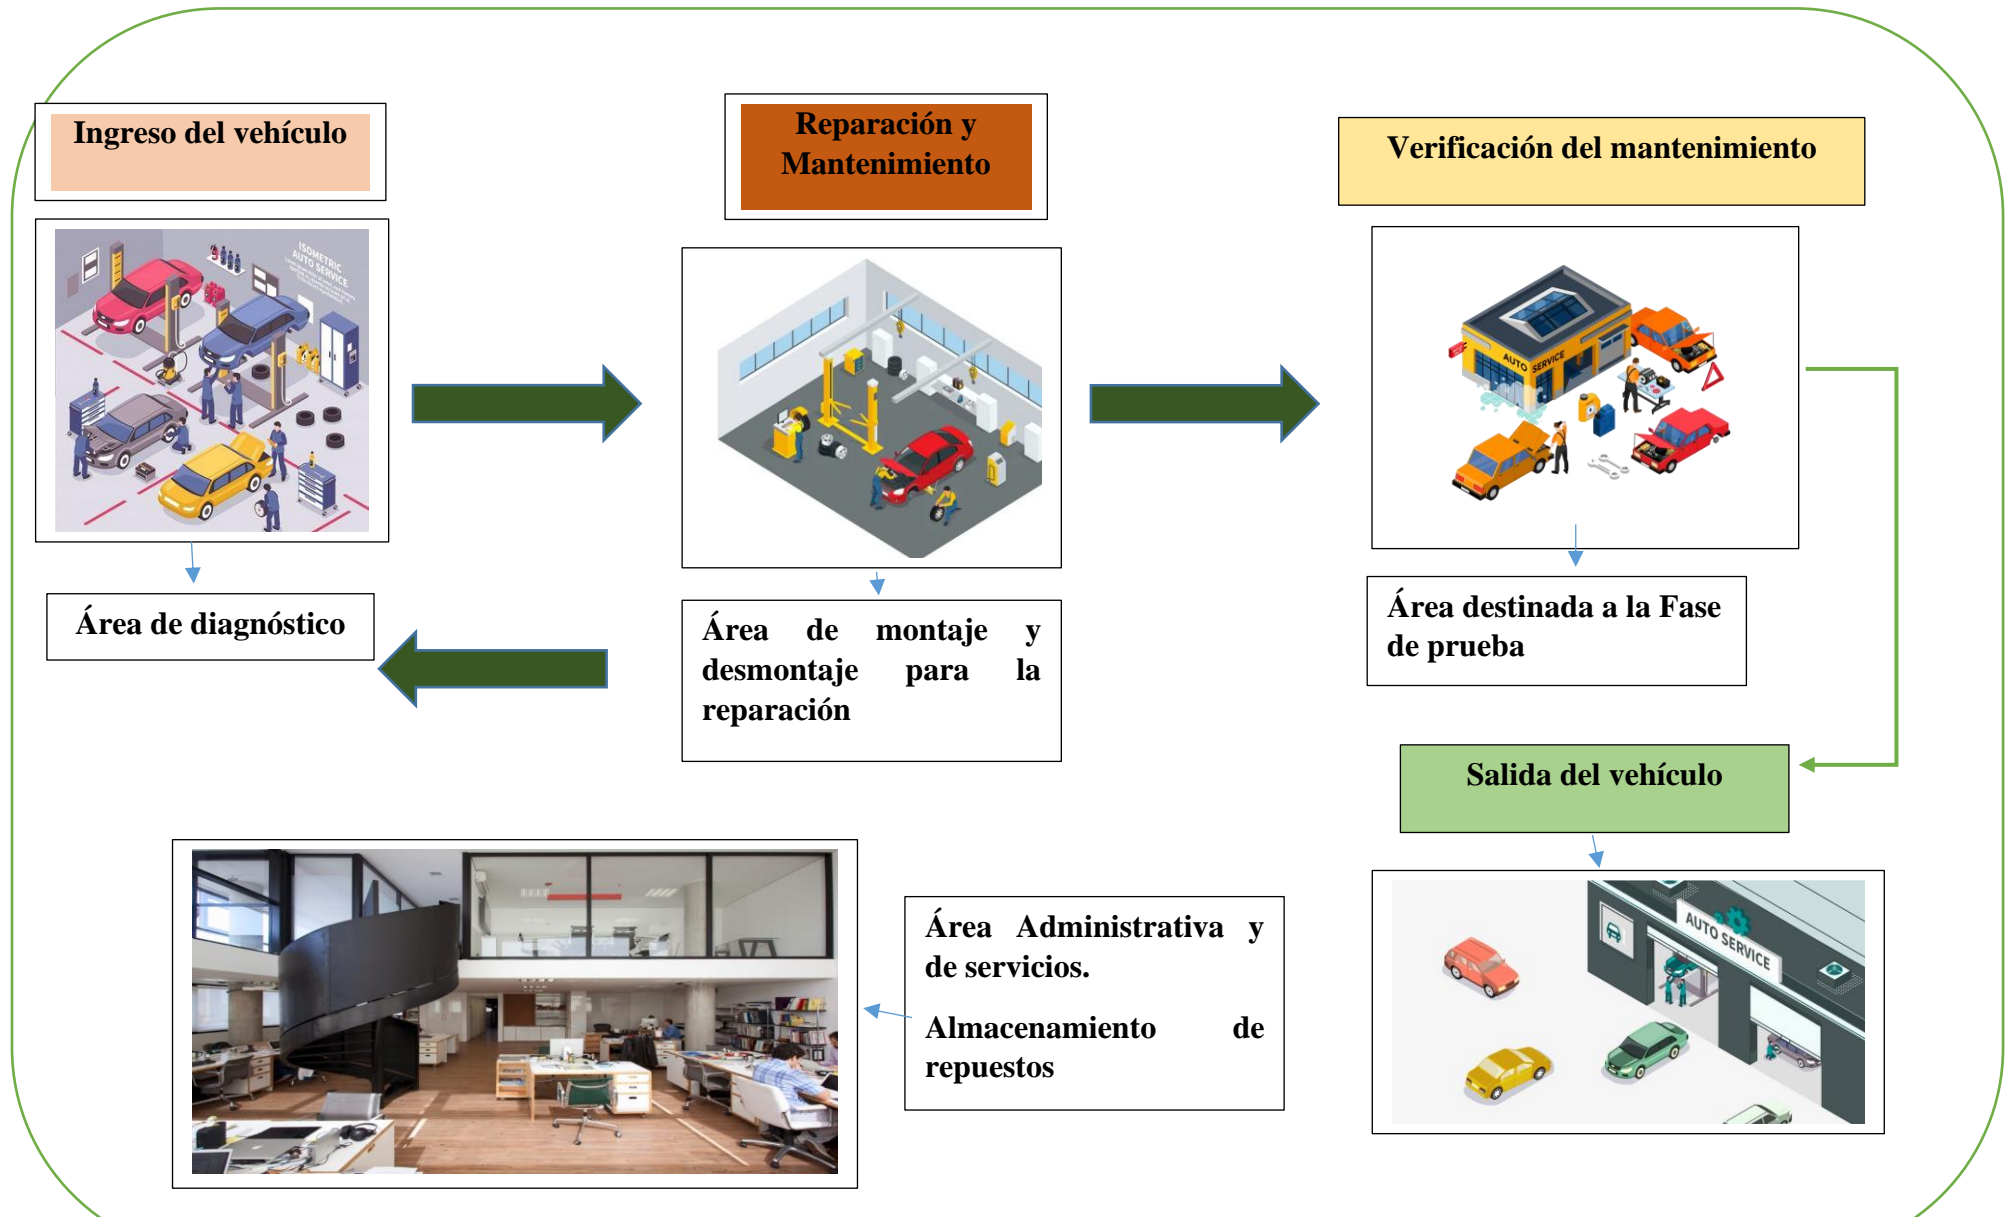 Ingreso del vehículo
Reparación y
Mantenimiento
Verificación del mantenimiento
ISOMETRIC
AUTO SERVICE
AUTO SERVICE
Área de diagnóstico
Área de montaje y
desmontaje para la
reparación
Área destinada a la Fase
de prueba
Salida del vehículo
Área Administrativa y
de servicios.
Almacenamiento de
repuestos
AUTO SERVICE